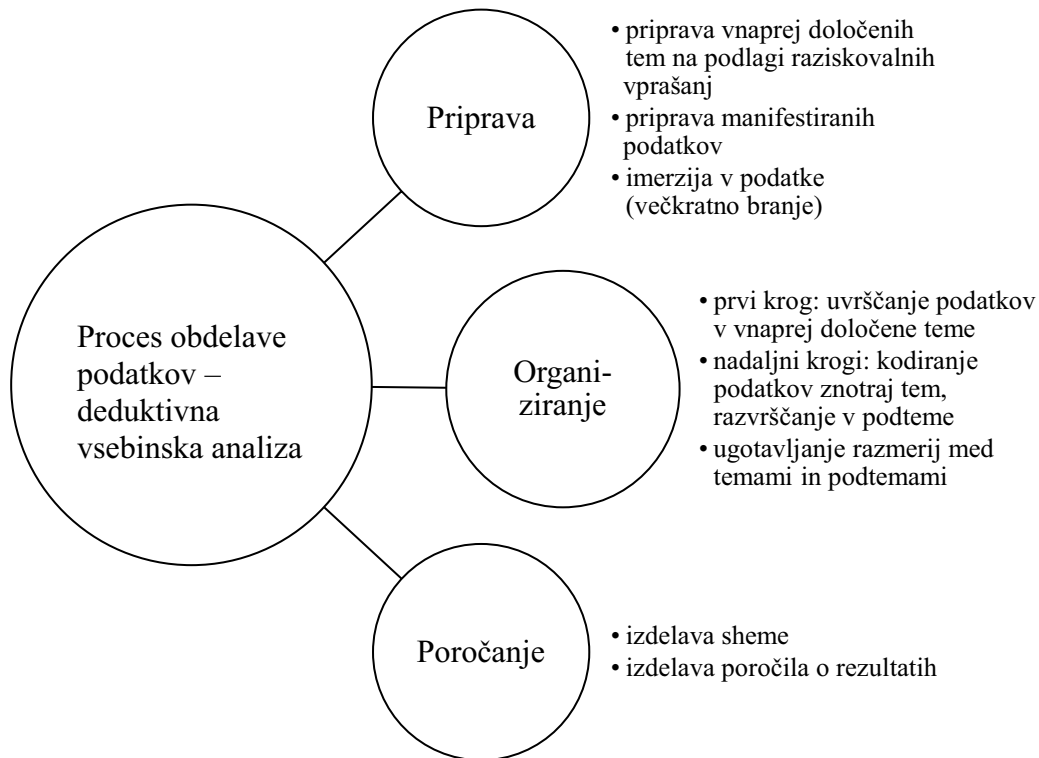 Priprava
• priprava vnaprej določenih
tem na podlagi raziskovalnih
vprašanj
• priprava manifestiranih
podatkov
• imerzija v podatke
(večkratno branje)
Proces obdelave
podatkov –
deduktivna
vsebinska analiza
Organi-
ziranje
• prvi krog: uvrščanje podatkov
v vnaprej določene teme
• nadaljni krogi: kodiranje
podatkov znotraj tem,
razvrščanje v podteme
• ugotavljanje razmerij med
temami in podtemami
Poročanje
• izdelava sheme
• izdelava poročila o rezultatih